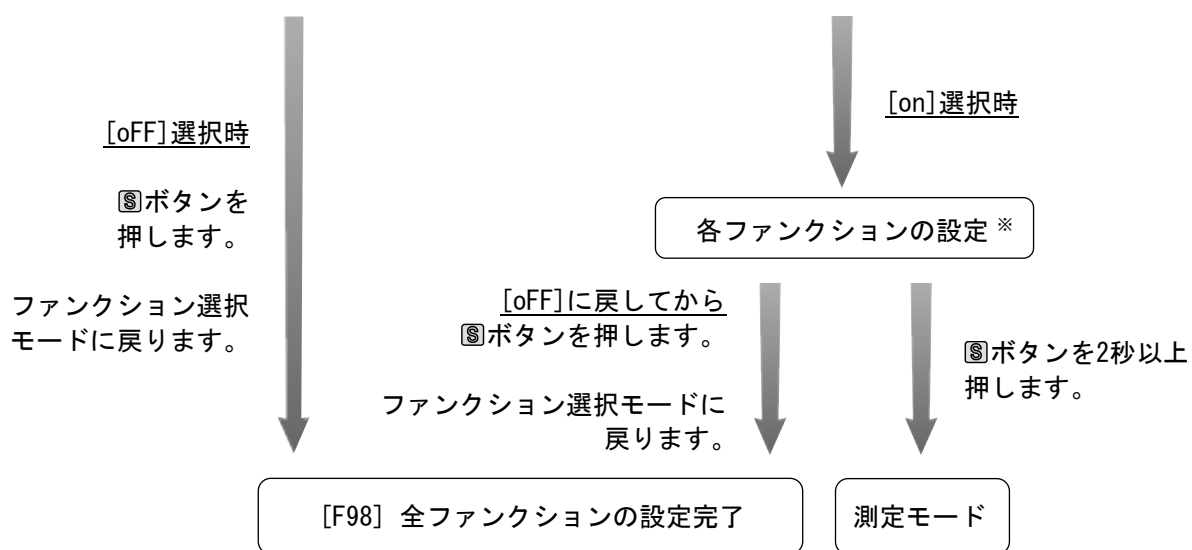 [oFF]選択時
🅂ボタンを
押します。
ファンクション選択
モードに戻ります。
[on]選択時
各ファンクションの設定※
[oFF]に戻してから
🅂ボタンを押します。
ファンクション選択モードに
戻ります。
🅂ボタンを2秒以上
押します。
[F98] 全ファンクションの設定完了
測定モード